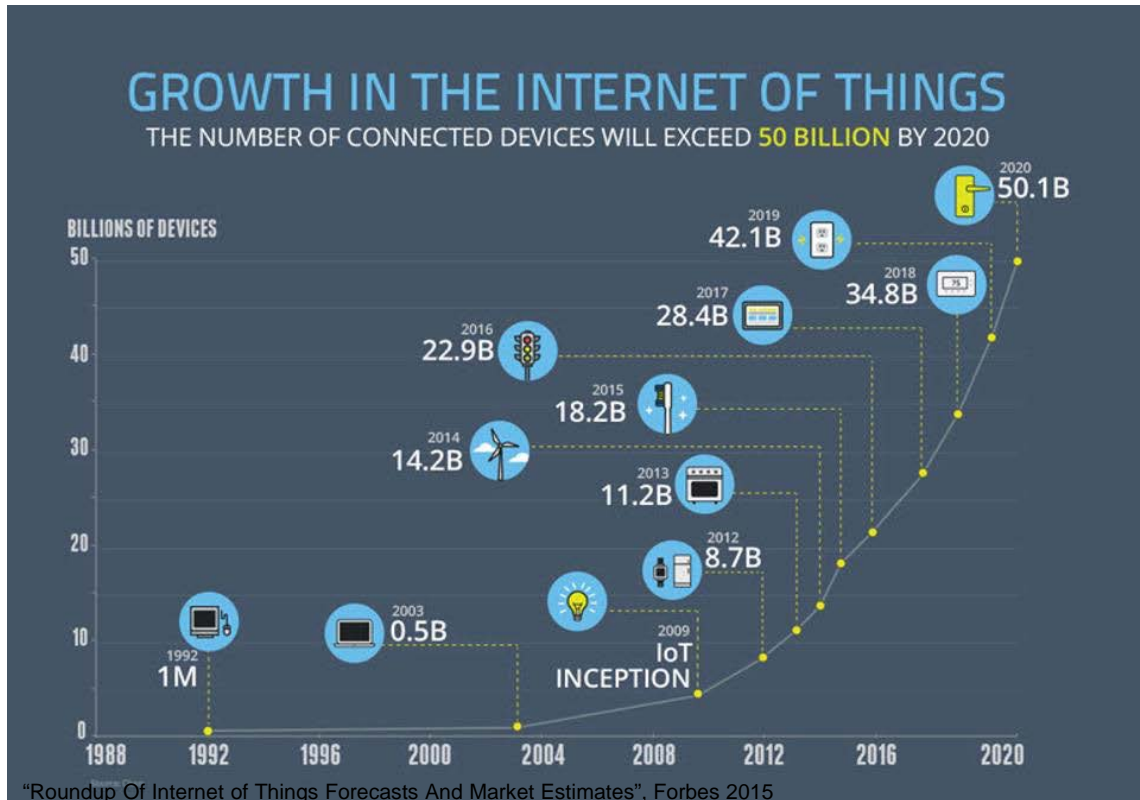 GROWTH IN THE INTERNET OF THINGS
THE NUMBER OF CONNECTED DEVICES WILL EXCEED 50 BILLION BY 2020
BILLIONS OF DEVICES
50
40
30
20
10
0
1988
1992
1996
2000
2004
2008
2012
2016
2020
1992
1M
2003
0.5B
2009
IoT
INCEPTION
2012
8.7B
2013
11.2B
2014
14.2B
2015
18.2B
2016
22.9B
2017
28.4B
2018
34.8B
75
2019
42.1B
2020
50.1B
“Roundup Of Internet of Things Forecasts And Market Estimates”, Forbes 2015